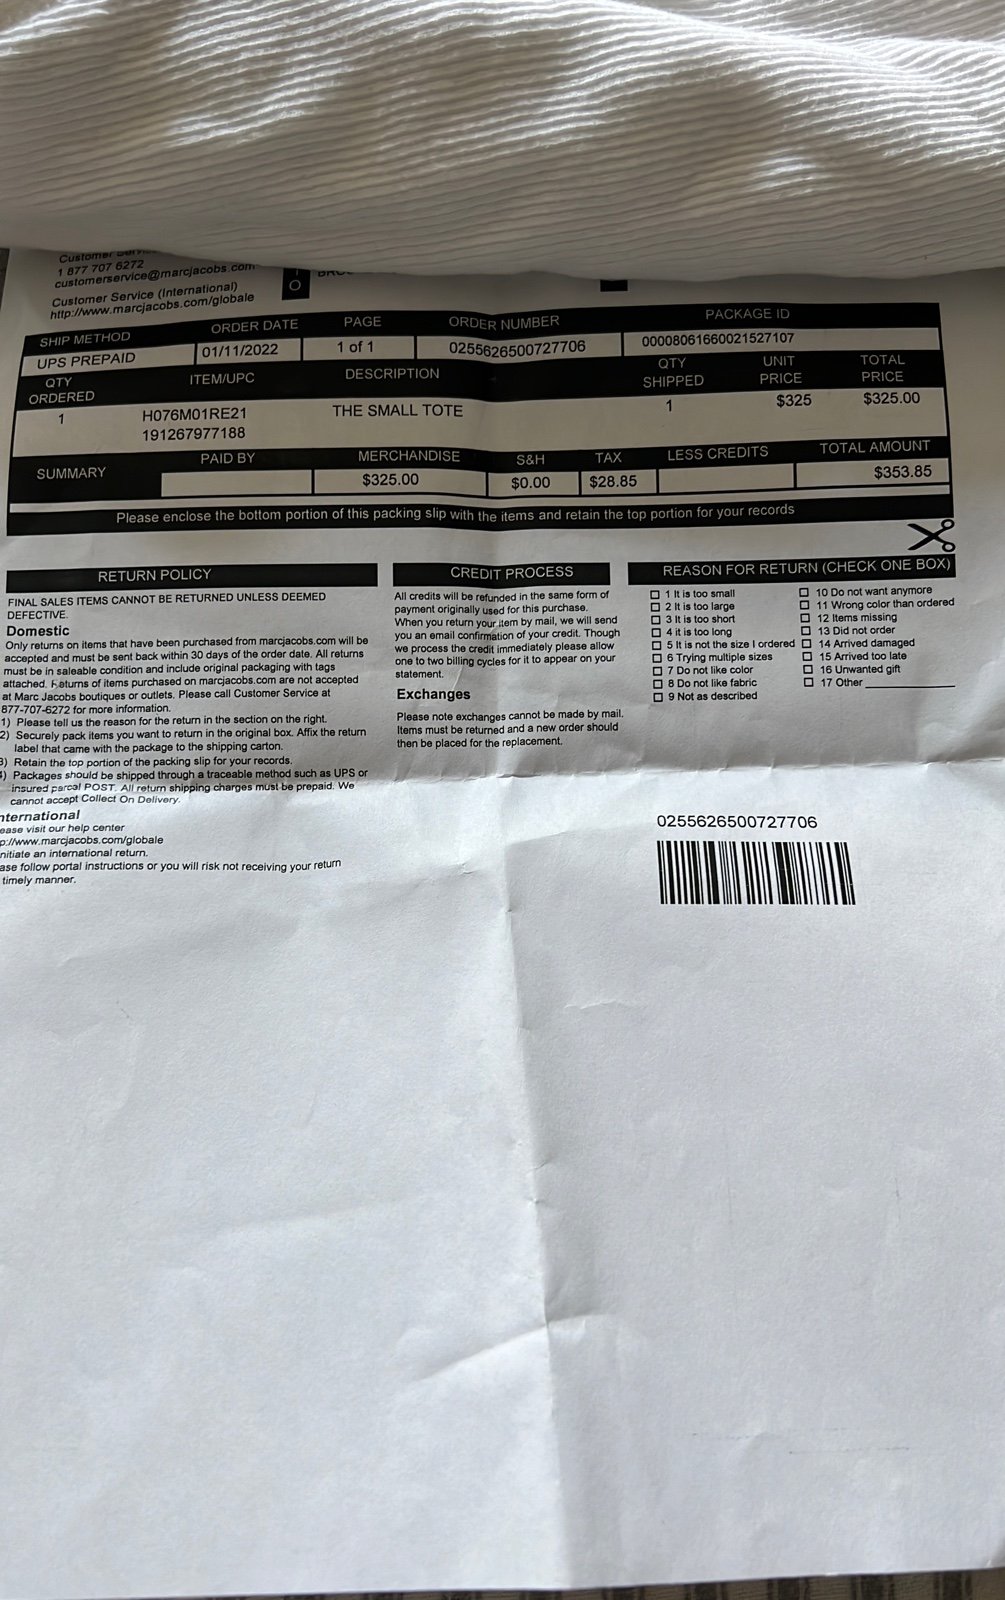 Customer
1 877 707 6272
customerservice@marcjacobs.com
Customer Service (International)
http://www.marcjacobs.com/globale
O
SHIP METHOD ORDER DATE PAGE ORDER NUMBER PACKAGE ID
UPS PREPAID 01/11/2022 1 of 1 0255626500727706 00008061660021527107
QTY ORDERED ITEM/UPC DESCRIPTION QTY SHIPPED UNIT PRICE TOTAL PRICE
1 H076M01RE21 THE SMALL TOTE 1 $325 $325.00
191267977188
SUMMARY PAID BY MERCHANDISE S&H TAX LESS CREDITS TOTAL AMOUNT
$325.00 $0.00 $28.85 $353.85
Please enclose the bottom portion of this packing slip with the items and retain the top portion for your records
RETURN POLICY
FINAL SALES ITEMS CANNOT BE RETURNED UNLESS DEEMED
DEFECTIVE.
Domestic
Only returns on items that have been purchased from marcjacobs.com will be
accepted and must be sent back within 30 days of the order date. All returns
must be in saleable condition and include original packaging with tags
attached. Returns of items purchased on marcjacobs.com are not accepted
at Marc Jacobs boutiques or outlets. Please call Customer Service at
877-707-6272 for more information.
1) Please tell us the reason for the return in the section on the right.
2) Securely pack items you want to return in the original box. Affix the return
label that came with the package to the shipping carton.
3) Retain the top portion of the packing slip for your records.
4) Packages should be shipped through a traceable method such as UPS or
insured parcal POST. All return shipping charges must be prepaid. We
cannot accept Collect On Delivery.
nternational
ease visit our help center
p://www.marcjacobs.com/globale
nitiate an international return.
ase follow portal instructions or you will risk not receiving your return
timely manner.
CREDIT PROCESS
All credits will be refunded in the same form of
payment originally used for this purchase.
When you return your item by mail, we will send
you an email confirmation of your credit. Though
we process the credit immediately please allow
one to two billing cycles for it to appear on your
statement.
Exchanges
Please note exchanges cannot be made by mail.
Items must be returned and a new order should
then be placed for the replacement.
REASON FOR RETURN (CHECK ONE BOX)
1 It is too small
2 It is too large
3 It is too short
4 it is too long
5 It is not the size I ordered
6 Trying multiple sizes
7 Do not like color
8 Do not like fabric
9 Not as described
10 Do not want anymore
11 Wrong color than ordered
12 Items missing
13 Did not order
14 Arrived damaged
15 Arrived too late
16 Unwanted gift
17 Other
0255626500727706